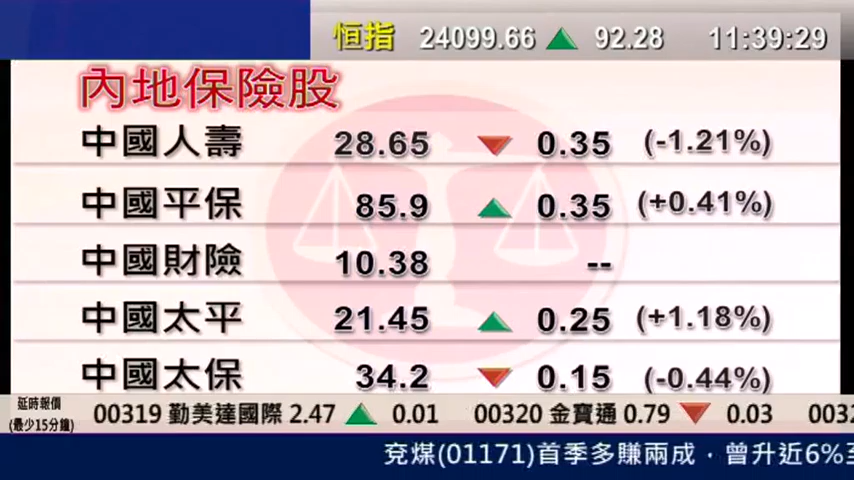 恒指 24099.66 ▲ 92.28 11:39:29
內地保險股
中國人壽 28.65 ▼ 0.35 (-1.21%)
中國平保 85.9 ▲ 0.35 (+0.41%)
中國財險 10.38 --
中國太平 21.45 ▲ 0.25 (+1.18%)
中國太保 34.2 ▼ 0.15 (-0.44%)
延時報價
(最少15分鐘)
00319 勤美達國際 2.47 ▲ 0.01 00320 金寶通 0.79 ▼ 0.03 0032
兗煤(01171)首季多賺兩成，曾升近6%至